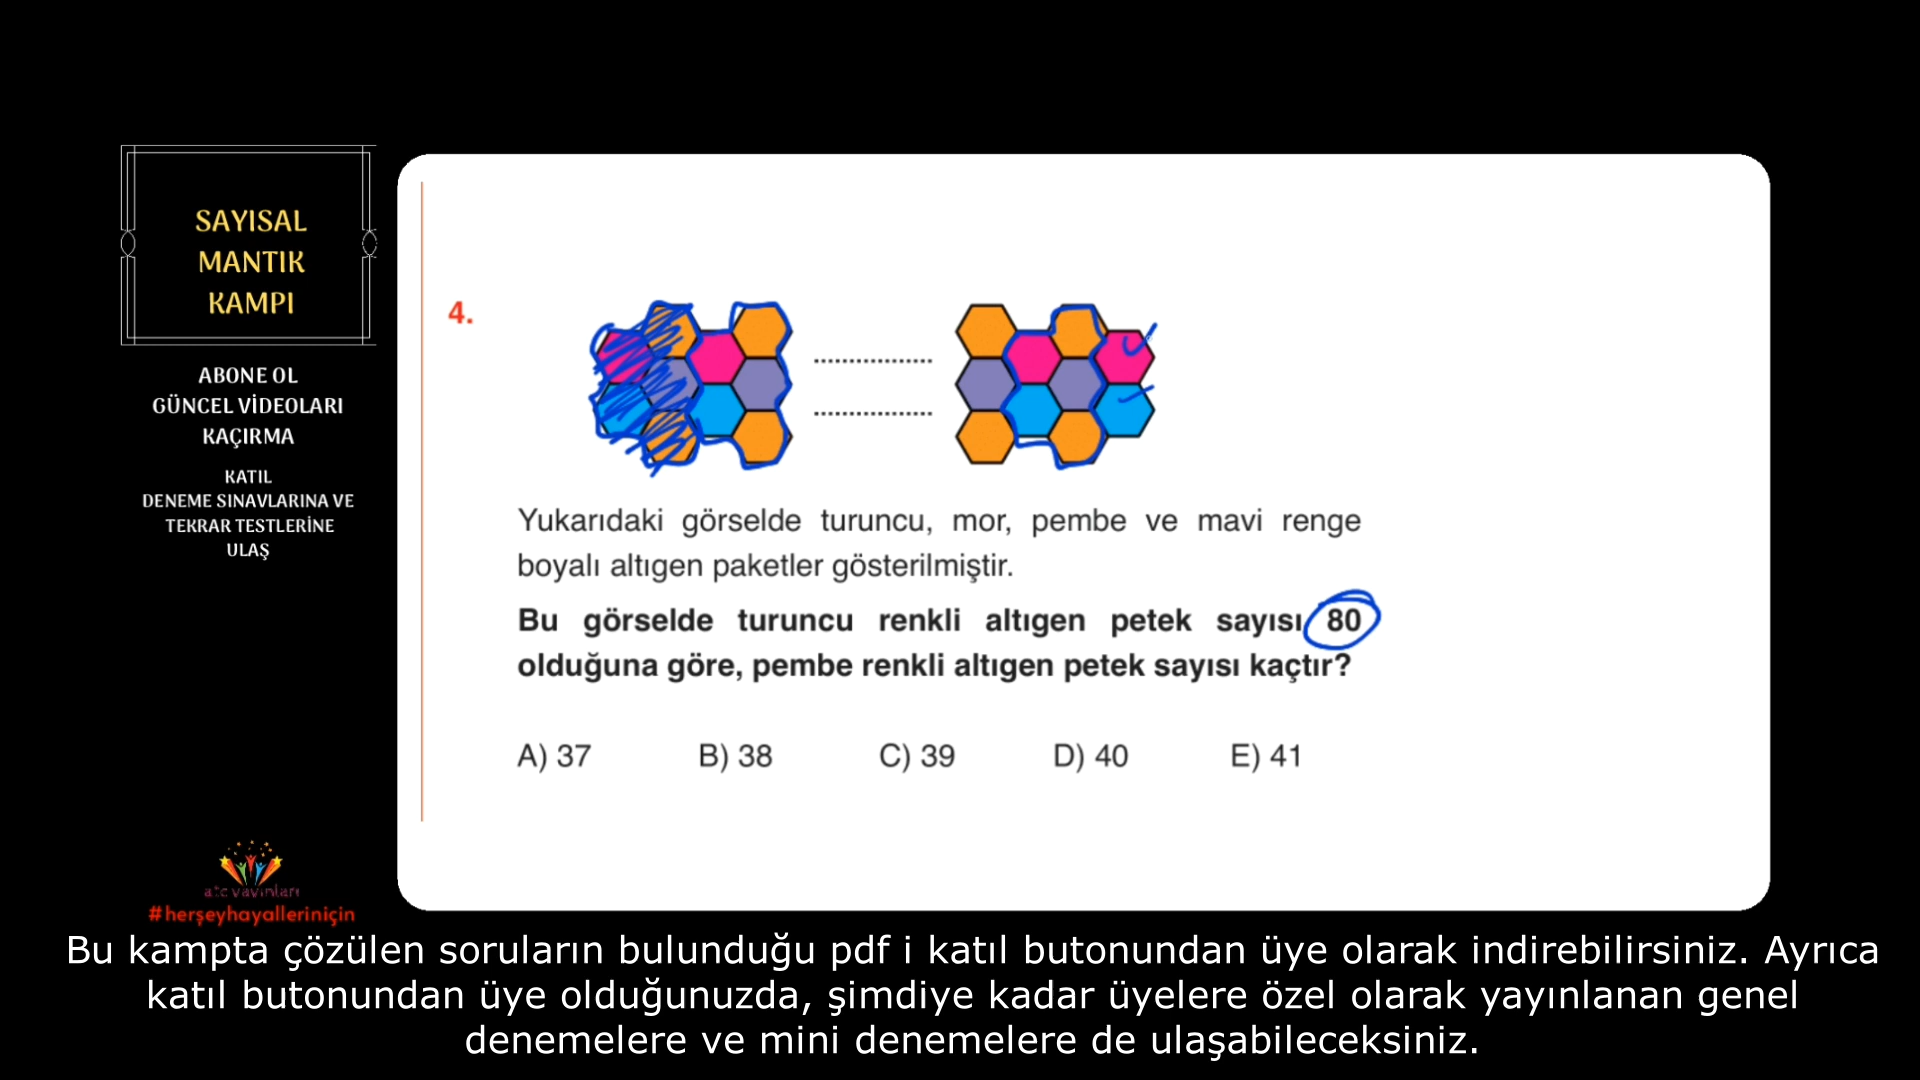 SAYISAL
MANTIK
KAMPI
ABONE OL
GÜNCEL VİDEOLARI
KAÇIRMA
KATIL
DENEME SINAVLARINA VE
TEKRAR TESTLERİNE
ULAŞ
atc yayınları
#herşeyhayalleriniçin
4.
Yukarıdaki görselde turuncu, mor, pembe ve mavi renge
boyalı altıgen paketler gösterilmiştir.
Bu görselde turuncu renkli altıgen petek sayısı 80
olduğuna göre, pembe renkli altıgen petek sayısı kaçtır?
A) 37 B) 38 C) 39 D) 40 E) 41
Bu kampta çözülen soruların bulunduğu pdf i katıl butonundan üye olarak indirebilirsiniz. Ayrıca
katıl butonundan üye olduğunuzda, şimdiye kadar üyelere özel olarak yayınlanan genel
denemelere ve mini denemelere de ulaşabileceksiniz.